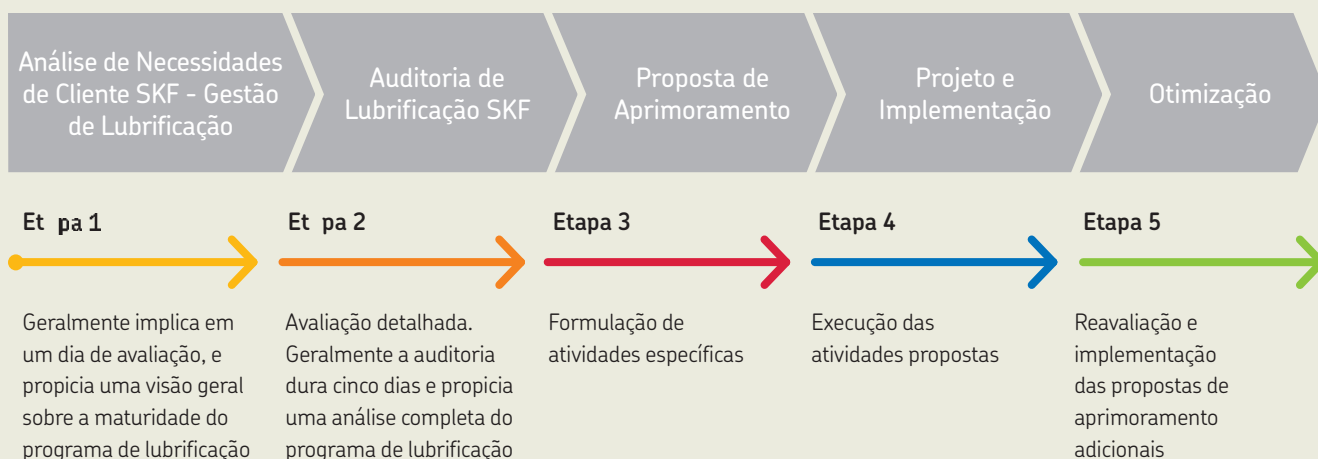 Análise de Necessidades
de Cliente SKF - Gestão
de Lubrificação
Auditoria de
Lubrificação SKF
Proposta de
Aprimoramento
Projeto e
Implementação
Otimização
Et pa 1
Et pa 2
Etapa 3
Etapa 4
Etapa 5
Geralmente implica em
um dia de avaliação, e
propicia uma visão geral
sobre a maturidade do
programa de lubrificação
Avaliação detalhada.
Geralmente a auditoria
dura cinco dias e propicia
uma análise completa do
programa de lubrificação
Formulação de
atividades específicas
Execução das
atividades propostas
Reavaliação e
implementação
das propostas de
aprimoramento
adicionais